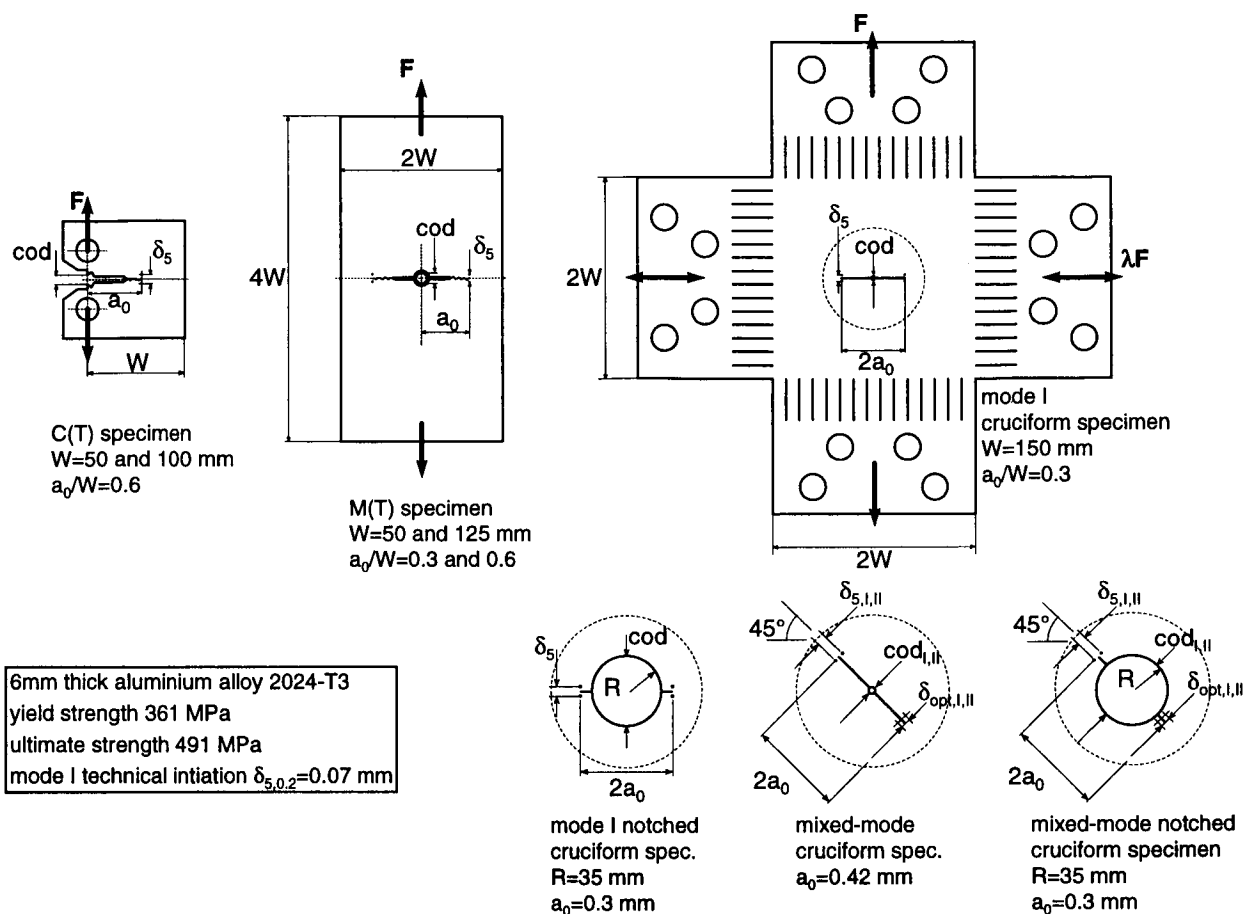 F
cod
δ5
a0
W
C(T) specimen
W=50 and 100 mm
a0/W=0.6
F
2W
cod
δ5
4W
a0
M(T) specimen
W=50 and 125 mm
a0/W=0.3 and 0.6
F
δ5
cod
λF
2W
2a0
mode I
cruciform specimen
W=150 mm
a0/W=0.3
2W
6mm thick aluminium alloy 2024-T3
yield strength 361 MPa
ultimate strength 491 MPa
mode I technical intiation δ5,0.2=0.07 mm
cod
δ5
R
2a0
mode I notched
cruciform spec.
R=35 mm
a0=0.3 mm
δ5,I,II
45°
codI,II
δopt,I,II
2a0
mixed-mode
cruciform spec.
a0=0.42 mm
δ5,I,II
45°
codI,II
R
δopt,I,II
2a0
mixed-mode notched
cruciform specimen
R=35 mm
a0=0.3 mm